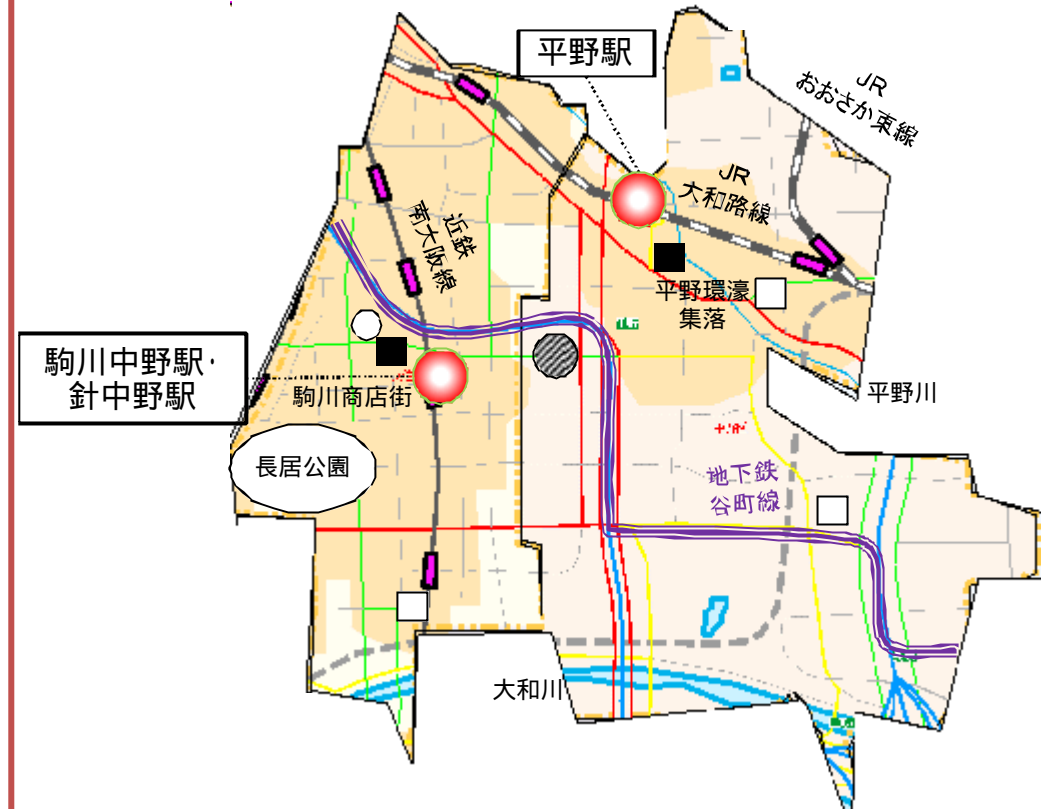 平野駅
JR
おおさか東線
JR
大和路線
近鉄
南大阪線
平野環濠
集落
駒川中野駅・
針中野駅
駒川商店街
平野川
長居公園
地下鉄
谷町線
大和川